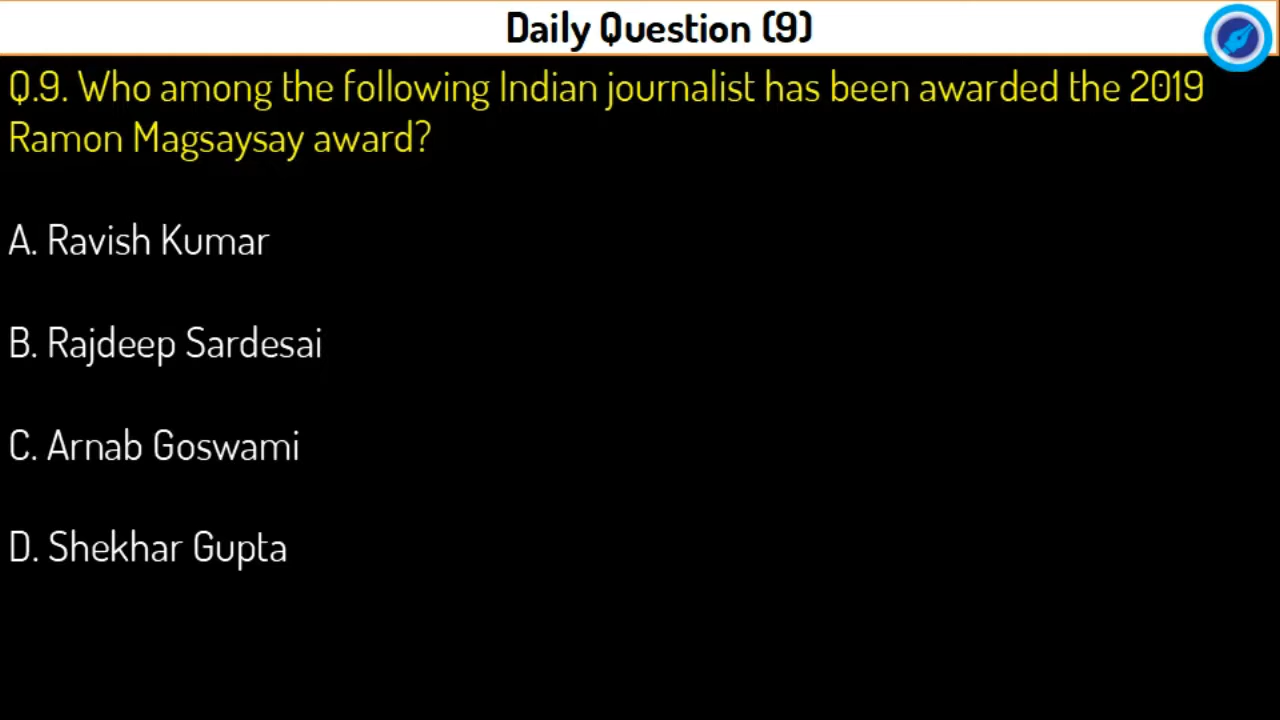 Daily Question (9)
Q.9. Who among the following Indian journalist has been awarded the 2019
Ramon Magsaysay award?
A. Ravish Kumar
B. Rajdeep Sardesai
C. Arnab Goswami
D. Shekhar Gupta